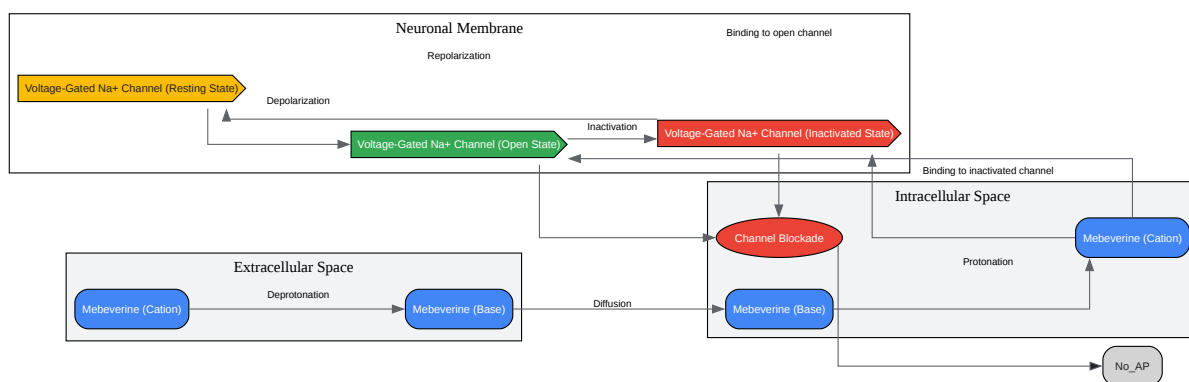 Neuronal Membrane
Binding to open channel
Repolarization
Voltage-Gated Na+ Channel (Resting State)
Depolarization
Inactivation
Voltage-Gated Na+ Channel (Inactivated State)
Voltage-Gated Na+ Channel (Open State)
Binding to inactivated channel
Intracellular Space
Channel Blockade
Mebeverine (Cation)
Extracellular Space
Protonation
Deprotonation
Mebeverine (Cation)
Mebeverine (Base)
Diffusion
Mebeverine (Base)
No_AP